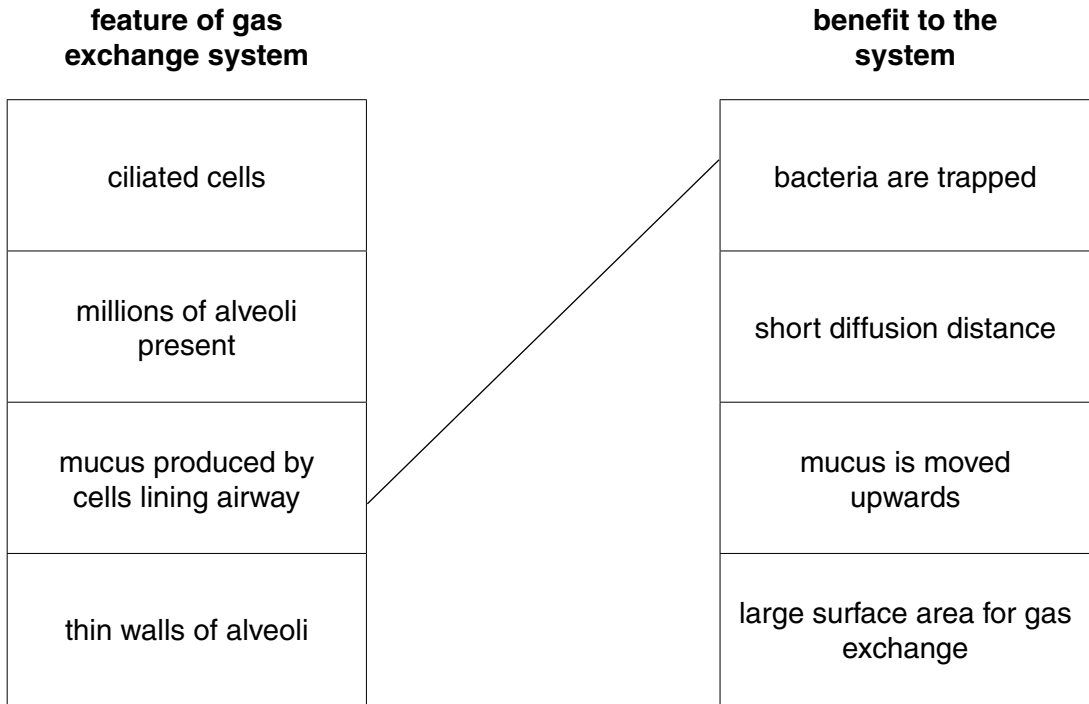 feature of gas
exchange system
benefit to the
system
ciliated cells
bacteria are trapped
millions of alveoli
present
short diffusion distance
mucus produced by
cells lining airway
mucus is moved
upwards
thin walls of alveoli
large surface area for gas
exchange